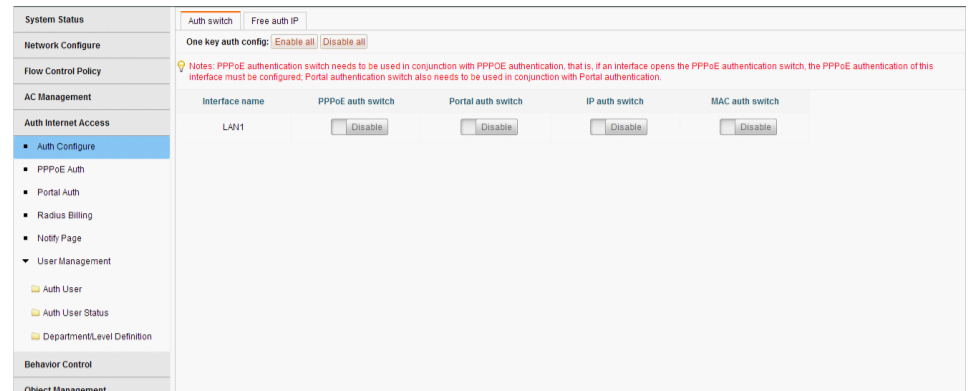 System Status
Network Configure
Flow Control Policy
AC Management
Auth Internet Access
Auth Configure
PPPoE Auth
Portal Auth
Radius Billing
Notify Page
User Management
Auth User
Auth User Status
Department/Level Definition
Behavior Control
Object Management
Auth switch Free auth IP
One key auth config: Enable all Disable all
Notes: PPPoE authentication switch needs to be used in conjunction with PPPOE authentication, that is, if an interface opens the PPPoE authentication switch, the PPPoE authentication of this
interface must be configured; Portal authentication switch also needs to be used in conjunction with Portal authentication.
Interface name PPPoE auth switch Portal auth switch IP auth switch MAC auth switch
LAN1 Disable Disable Disable Disable